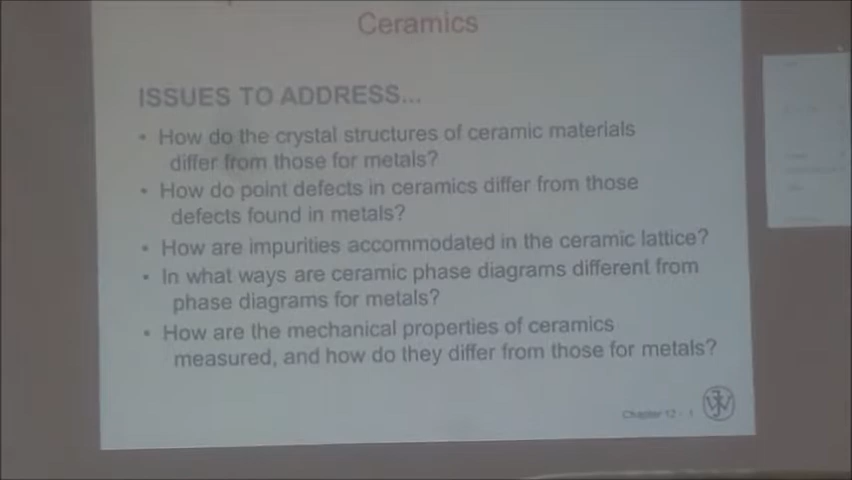 Ceramics
ISSUES TO ADDRESS...
• How do the crystal structures of ceramic materials
differ from those for metals?
• How do point defects in ceramics differ from those
defects found in metals?
• How are impurities accommodated in the ceramic lattice?
• In what ways are ceramic phase diagrams different from
phase diagrams for metals?
• How are the mechanical properties of ceramics
measured, and how do they differ from those for metals?
Chapter 12 - 1